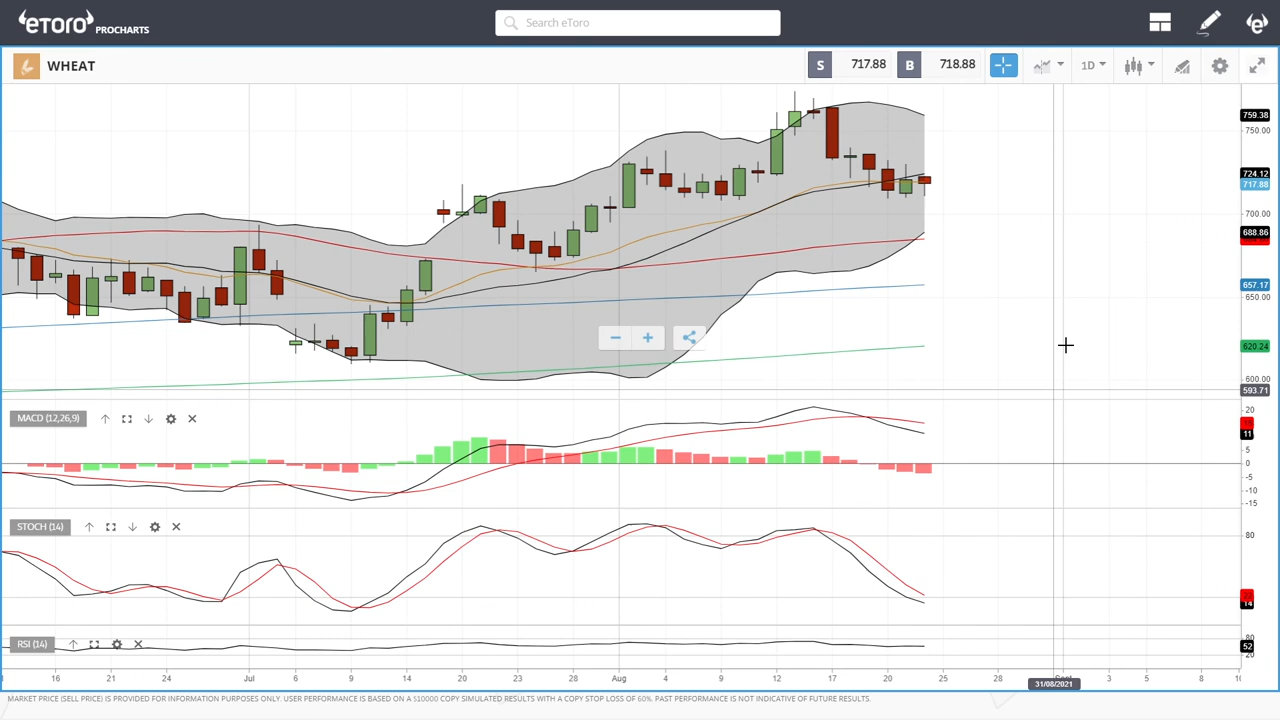 eToro PROCHARTS
Search eToro
WHEAT
S 717.88 B 718.88
1D
759.38
750.00
724.12
717.88
700.00
688.86
657.17
650.00
620.24
600.00
593.71
MACD (12,26,9)
20
11
5
0
-5
-10
-15
STOCH (14)
80
14
RSI (14)
80
52
20
16 21 24 Jul 6 9 14 20 23 28 Aug 4 9 12 17 20 25 28 Sept 3 5 8
31/08/2021
MARKET PRICE (SELL PRICE) IS PROVIDED FOR INFORMATION PURPOSES ONLY. USER PERFORMANCE IS BASED ON A $10000 COPY SIMULATED RESULTS WITH A COPY STOP LOSS OF 60%. PAST PERFORMANCE IS NOT INDICATIVE OF FUTURE RESULTS.